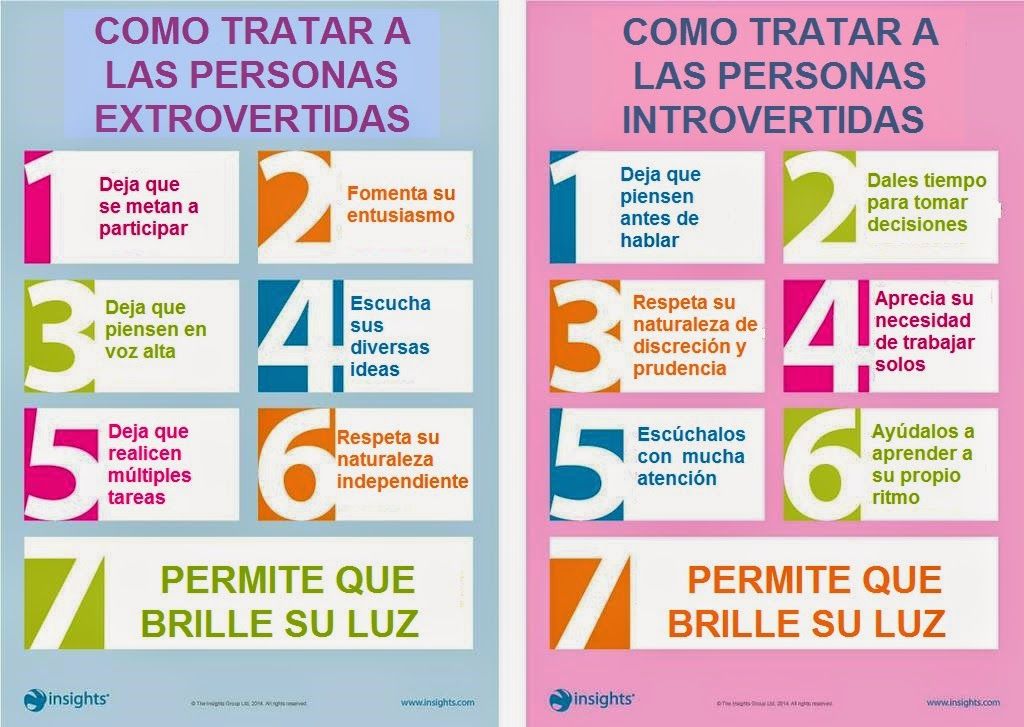 COMO TRATAR A
LAS PERSONAS
EXTROVERTIDAS
1
Deja que
se metan a
participar
2
Fomenta su
entusiasmo
3
Deja que
piensen en
voz alta
4
Escucha
sus
diversas
ideas
5
Deja que
realicen
múltiples
tareas
6
Respeta su
naturaleza
independiente
7
PERMITE QUE
BRILLE SU LUZ
insights®
© The Insights Group Ltd, 2014. All rights reserved.
www.insights.com
COMO TRATAR A
LAS PERSONAS
INTROVERTIDAS
1
Deja que
piensen
antes de
hablar
2
Dales tiempo
para tomar
decisiones
3
Respeta su
naturaleza de
discreción y
prudencia
4
Aprecia su
necesidad
de trabajar
solos
5
Escúchalos
con mucha
atención
6
Ayúdalos a
aprender a
su propio
ritmo
7
PERMITE QUE
BRILLE SU LUZ
insights®
© The Insights Group Ltd, 2014. All rights reserved.
www.insights.com